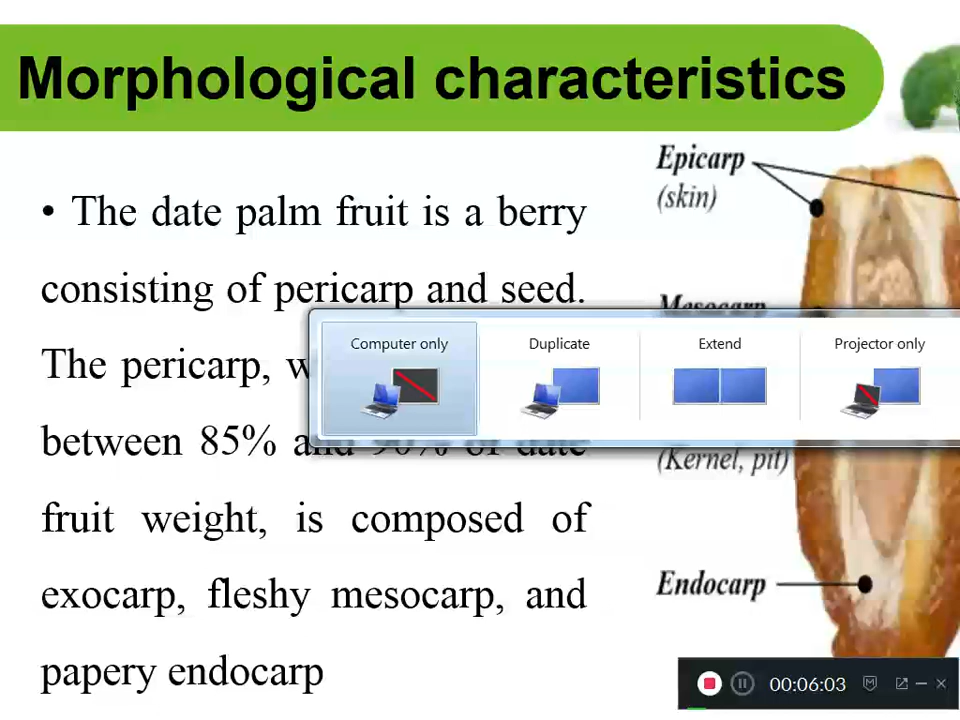 Morphological characteristics
• The date palm fruit is a berry
consisting of pericarp and seed.
The pericarp,
between 85% and 90% of date
fruit weight, is composed of
exocarp, fleshy mesocarp, and
papery endocarp
Epicarp
(skin)
Mesocarp
Computer only
Duplicate
Extend
Projector only
(Kernel, pit)
Endocarp
00:06:03